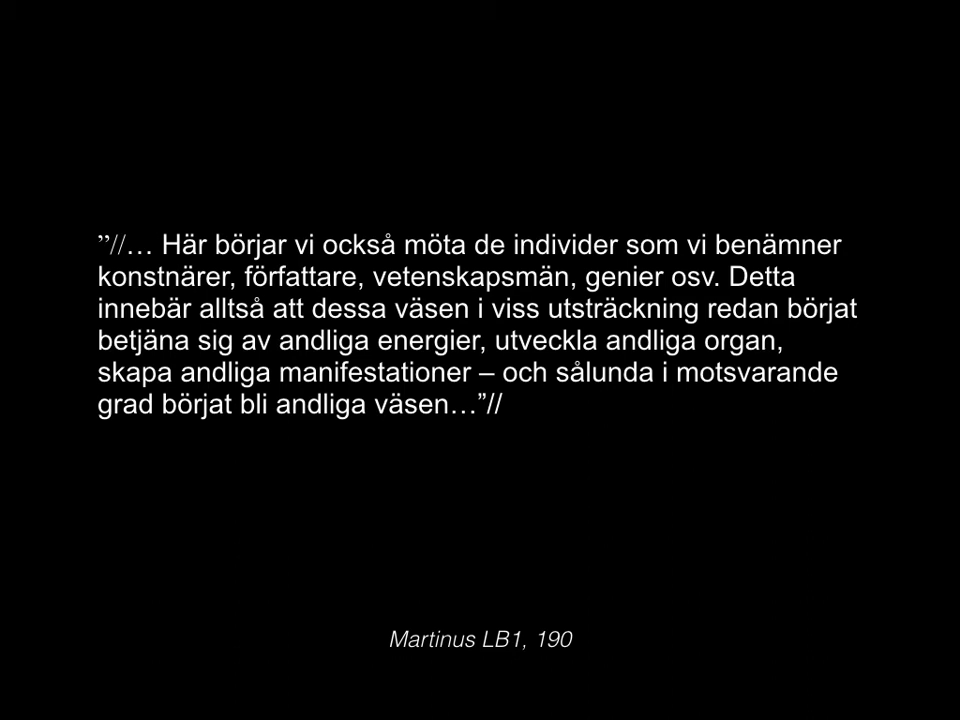 ”//… Här börjar vi också möta de individer som vi benämner
konstnärer, författare, vetenskapsmän, genier osv. Detta
innebär alltså att dessa väsen i viss utsträckning redan börjat
betjäna sig av andliga energier, utveckla andliga organ,
skapa andliga manifestationer – och sålunda i motsvarande
grad börjat bli andliga väsen…”//
Martinus LB1, 190